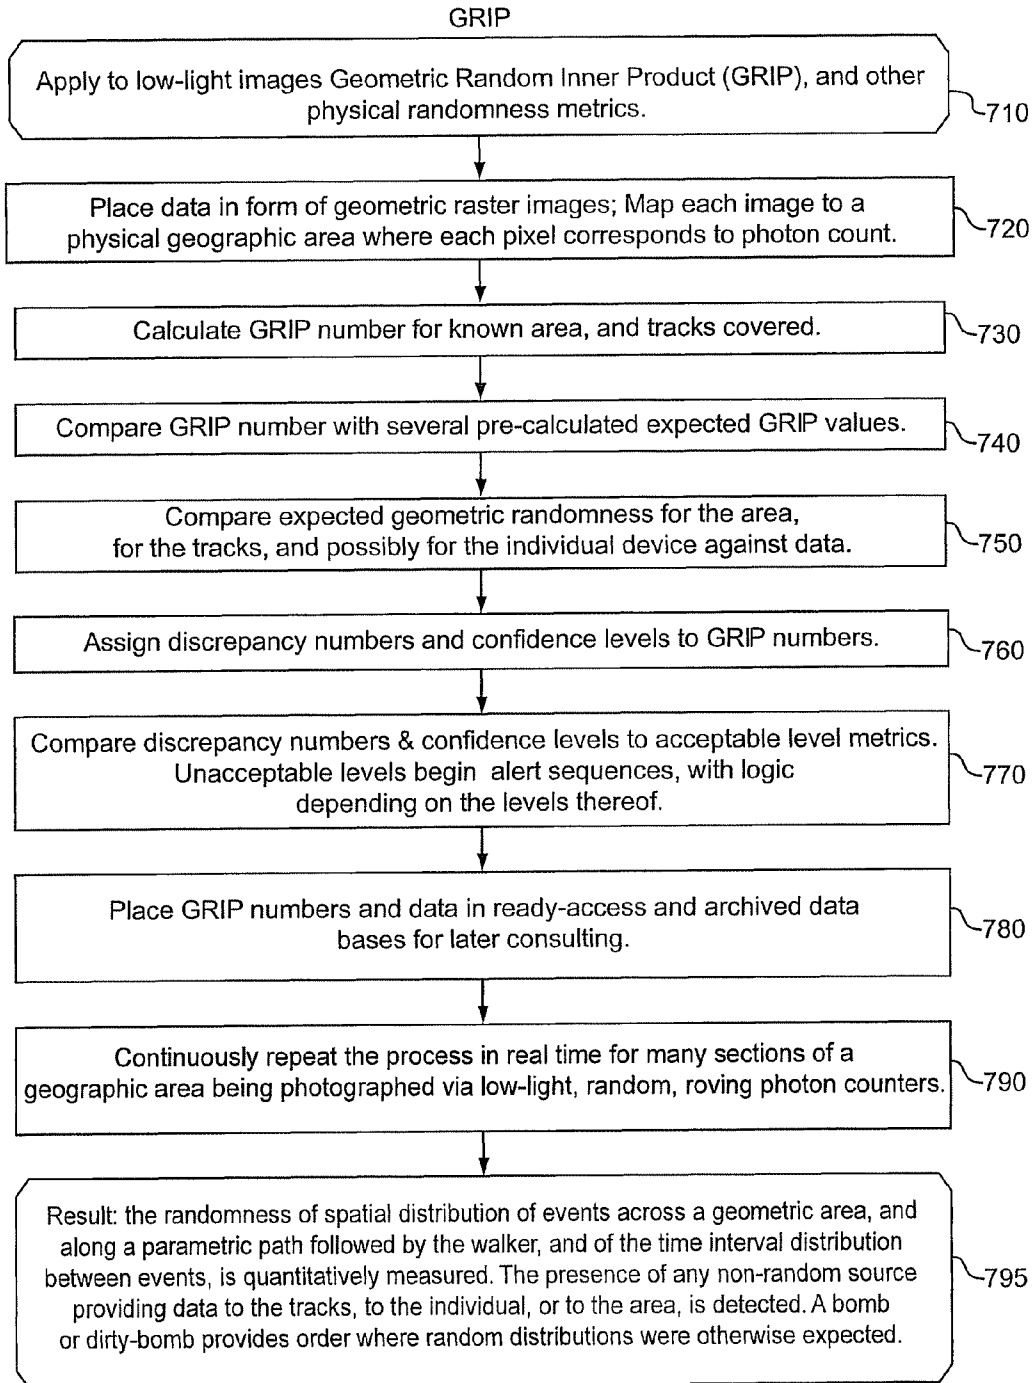 GRIP
Apply to low-light images Geometric Random Inner Product (GRIP), and other
physical randomness metrics.
710
Place data in form of geometric raster images; Map each image to a
physical geographic area where each pixel corresponds to photon count.
720
Calculate GRIP number for known area, and tracks covered.
730
Compare GRIP number with several pre-calculated expected GRIP values.
740
Compare expected geometric randomness for the area,
for the tracks, and possibly for the individual device against data.
750
Assign discrepancy numbers and confidence levels to GRIP numbers.
760
Compare discrepancy numbers & confidence levels to acceptable level metrics.
Unacceptable levels begin alert sequences, with logic
depending on the levels thereof.
770
Place GRIP numbers and data in ready-access and archived data
bases for later consulting.
780
Continuously repeat the process in real time for many sections of a
geographic area being photographed via low-light, random, roving photon counters.
790
Result: the randomness of spatial distribution of events across a geometric area, and
along a parametric path followed by the walker, and of the time interval distribution
between events, is quantitatively measured. The presence of any non-random source
providing data to the tracks, to the individual, or to the area, is detected. A bomb
or dirty-bomb provides order where random distributions were otherwise expected.
795